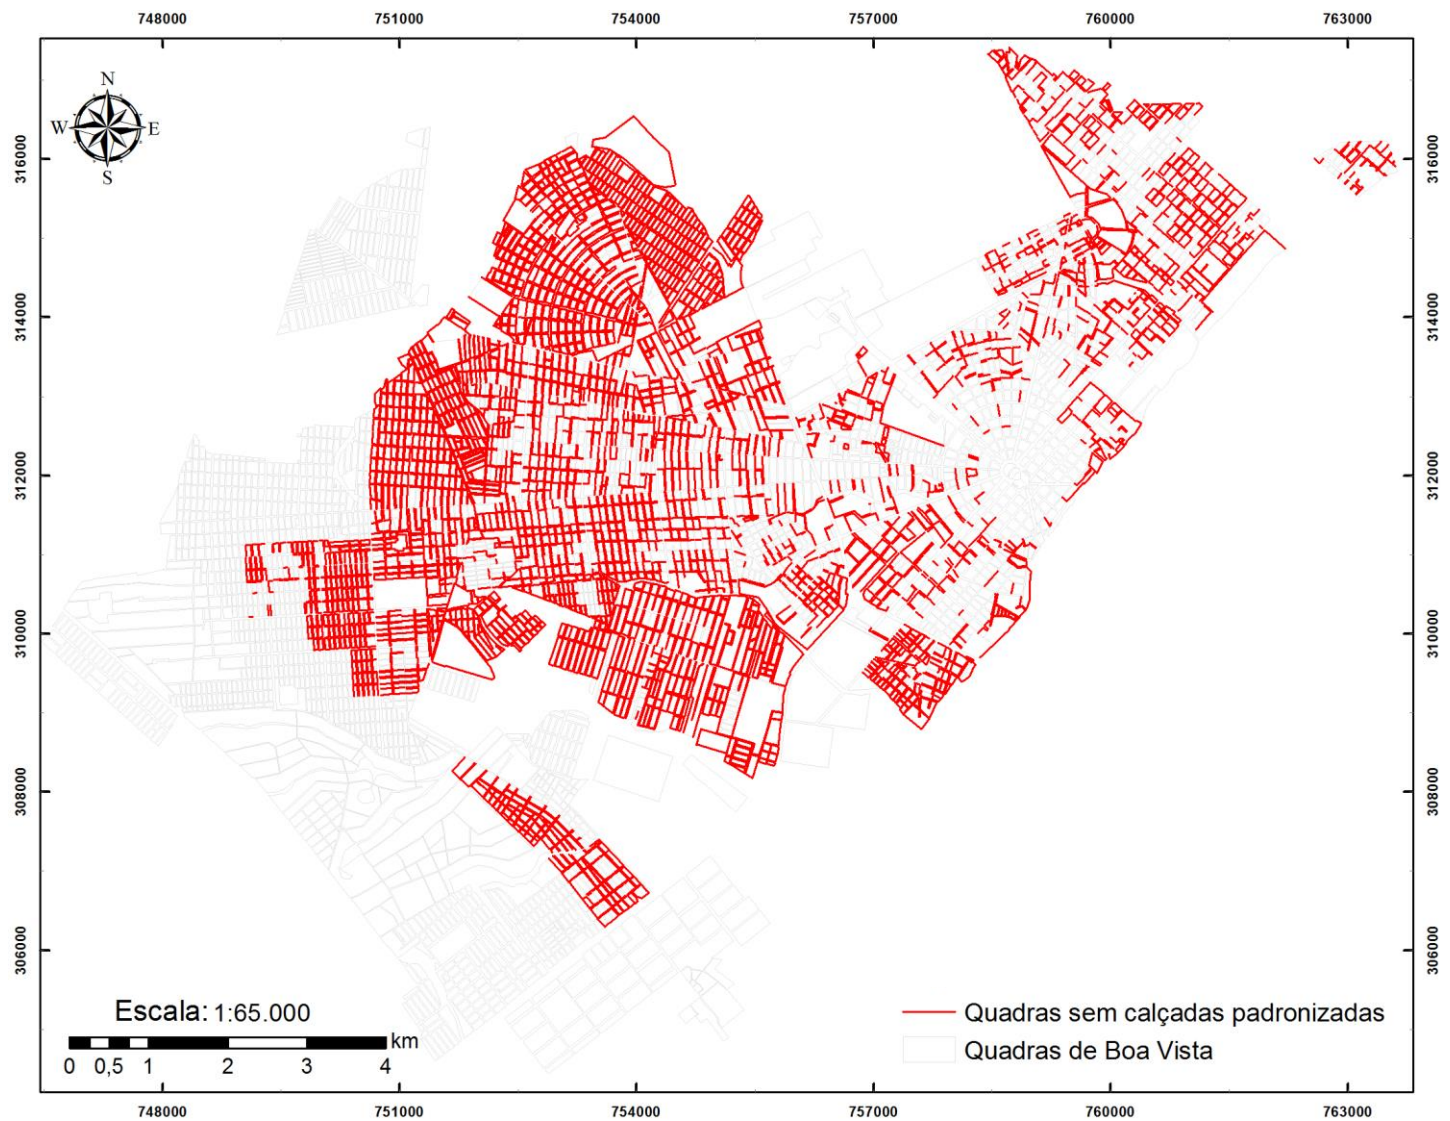 748000 751000 754000 757000 760000 763000
N
W E
S
316000 316000
314000 314000
312000 312000
310000 310000
308000 308000
306000 306000
Escala: 1:65.000
km
0 0,5 1 2 3 4
Quadras sem calçadas padronizadas
Quadras de Boa Vista
748000 751000 754000 757000 760000 763000